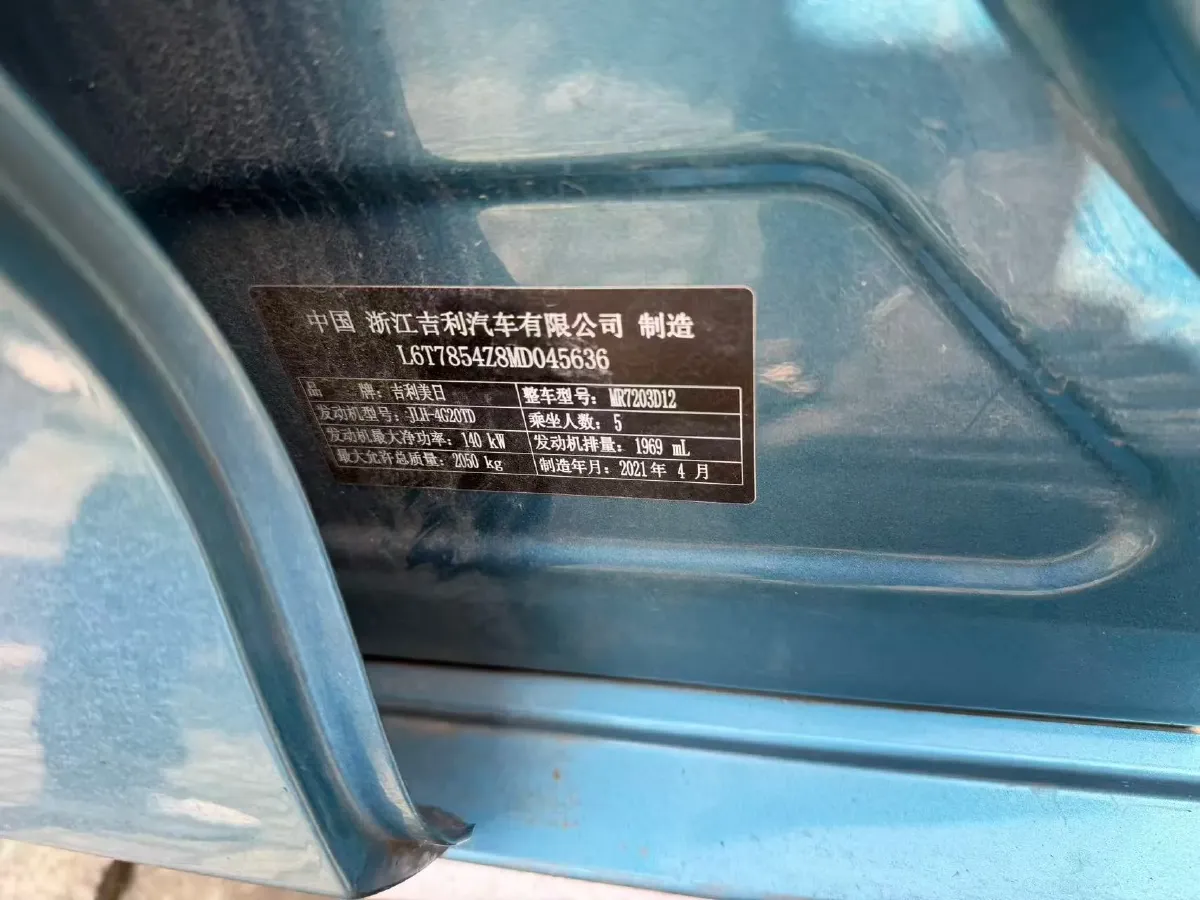 中国 浙江吉利汽车有限公司 制造
L6T7854Z8MD045636
品 牌：吉利美日 整车型号：MR7203D12
发动机型号：JLH-4G20TD 乘坐人数：5
发动机最大净功率：140 kW 发动机排量：1969 mL
最大允许总质量：2050 kg 制造年月：2021年 4 月